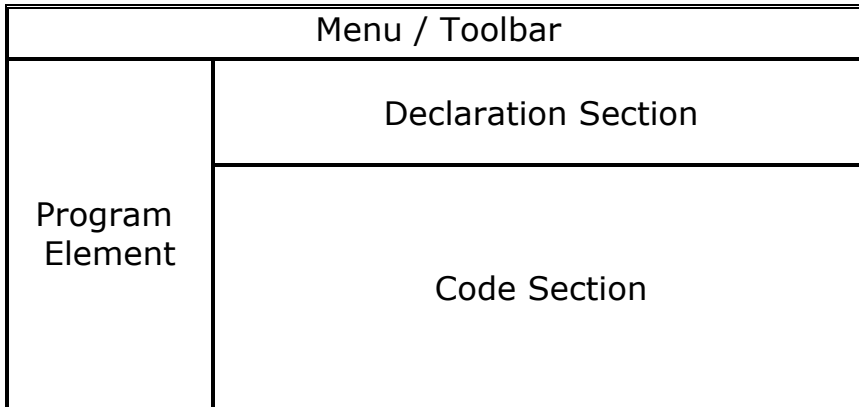 Menu / Toolbar
Declaration Section
Program
Element
Code Section